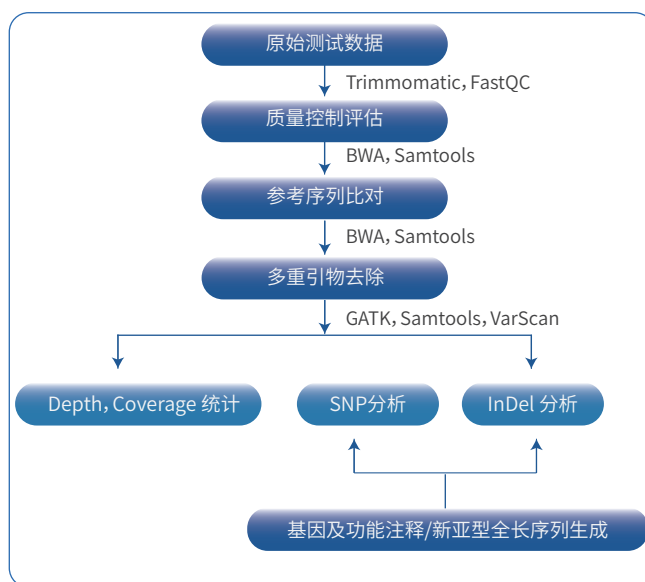 原始测试数据
Trimmomatic, FastQC
质量控制评估
BWA, Samtools
参考序列比对
BWA, Samtools
多重引物去除
GATK, Samtools, VarScan
Depth, Coverage 统计
SNP分析
InDel 分析
基因及功能注释/新亚型全长序列生成